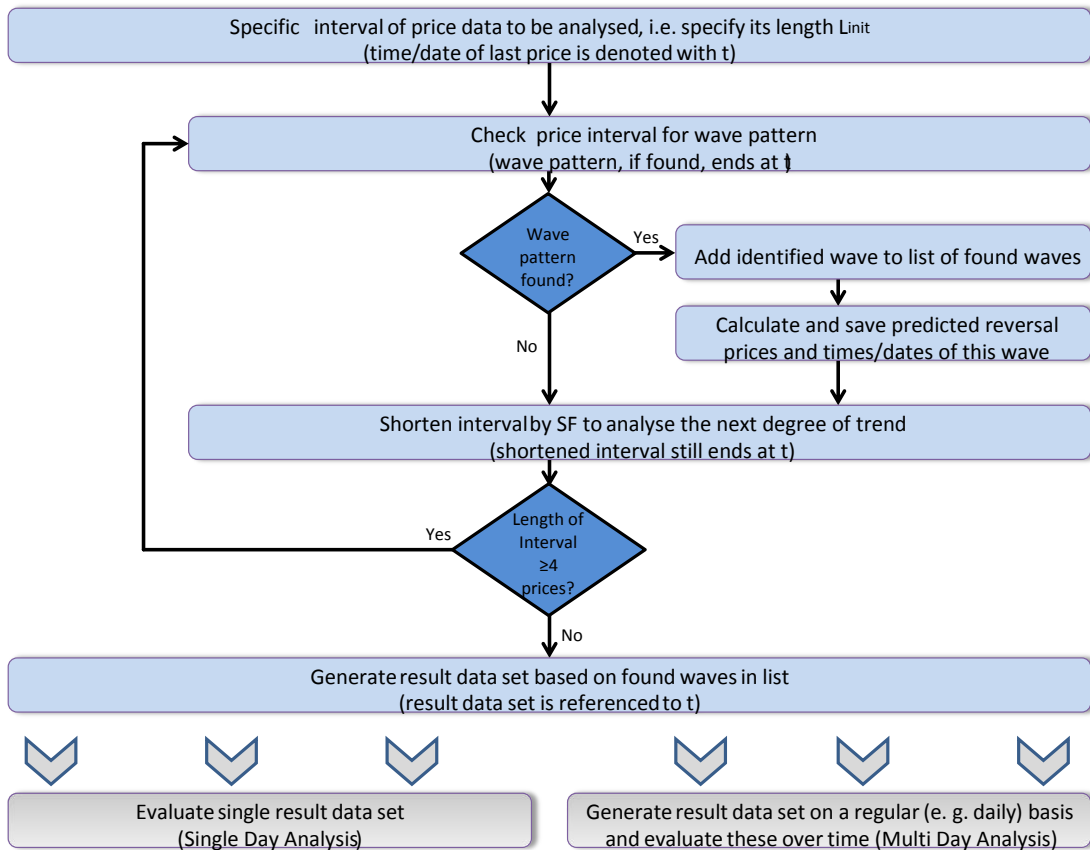 Specific interval of price data to be analysed, i.e. specify its length Linit
(time/date of last price is denoted with t)
Check price interval for wave pattern
(wave pattern, if found, ends at t)
Wave
pattern
found?
Yes
Add identified wave to list of found waves
Calculate and save predicted reversal
prices and times/dates of this wave
No
Shorten interval by SF to analyse the next degree of trend
(shortened interval still ends at t)
Yes
Length of
Interval
≥4
prices?
No
Generate result data set based on found waves in list
(result data set is referenced to t)
Evaluate single result data set
(Single Day Analysis)
Generate result data set on a regular (e. g. daily) basis
and evaluate these over time (Multi Day Analysis)